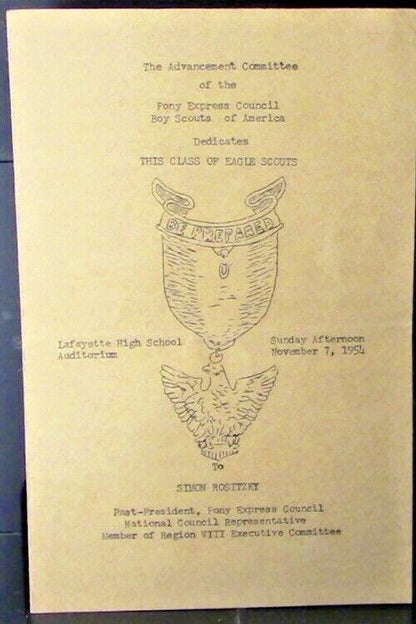 The Advancement Committee
of the
Pony Express Council
Boy Scouts of America
Dedicates
THIS CLASS OF EAGLE SCOUTS
BE PREPARED
Lafayette High School
Auditorium
Sunday Afternoon
November 7, 1954
To
SIMON ROSITZKY
Past-President, Pony Express Council
National Council Representative
Member of Region VIII Executive Committee